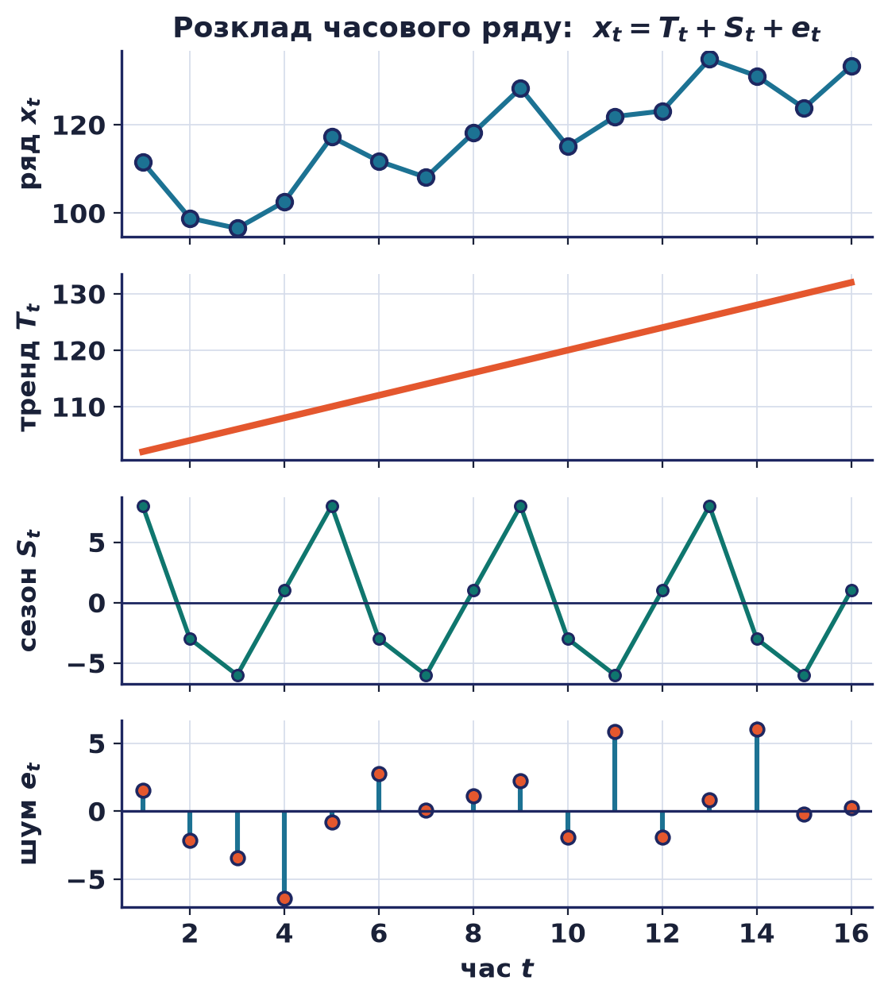 Розклад часового ряду: xₜ = Tₜ + Sₜ + eₜ
ряд xₜ
120
100
тренд Tₜ
130
120
110
сезон Sₜ
5
0
−5
шум eₜ
5
0
−5
2 4 6 8 10 12 14 16
час t